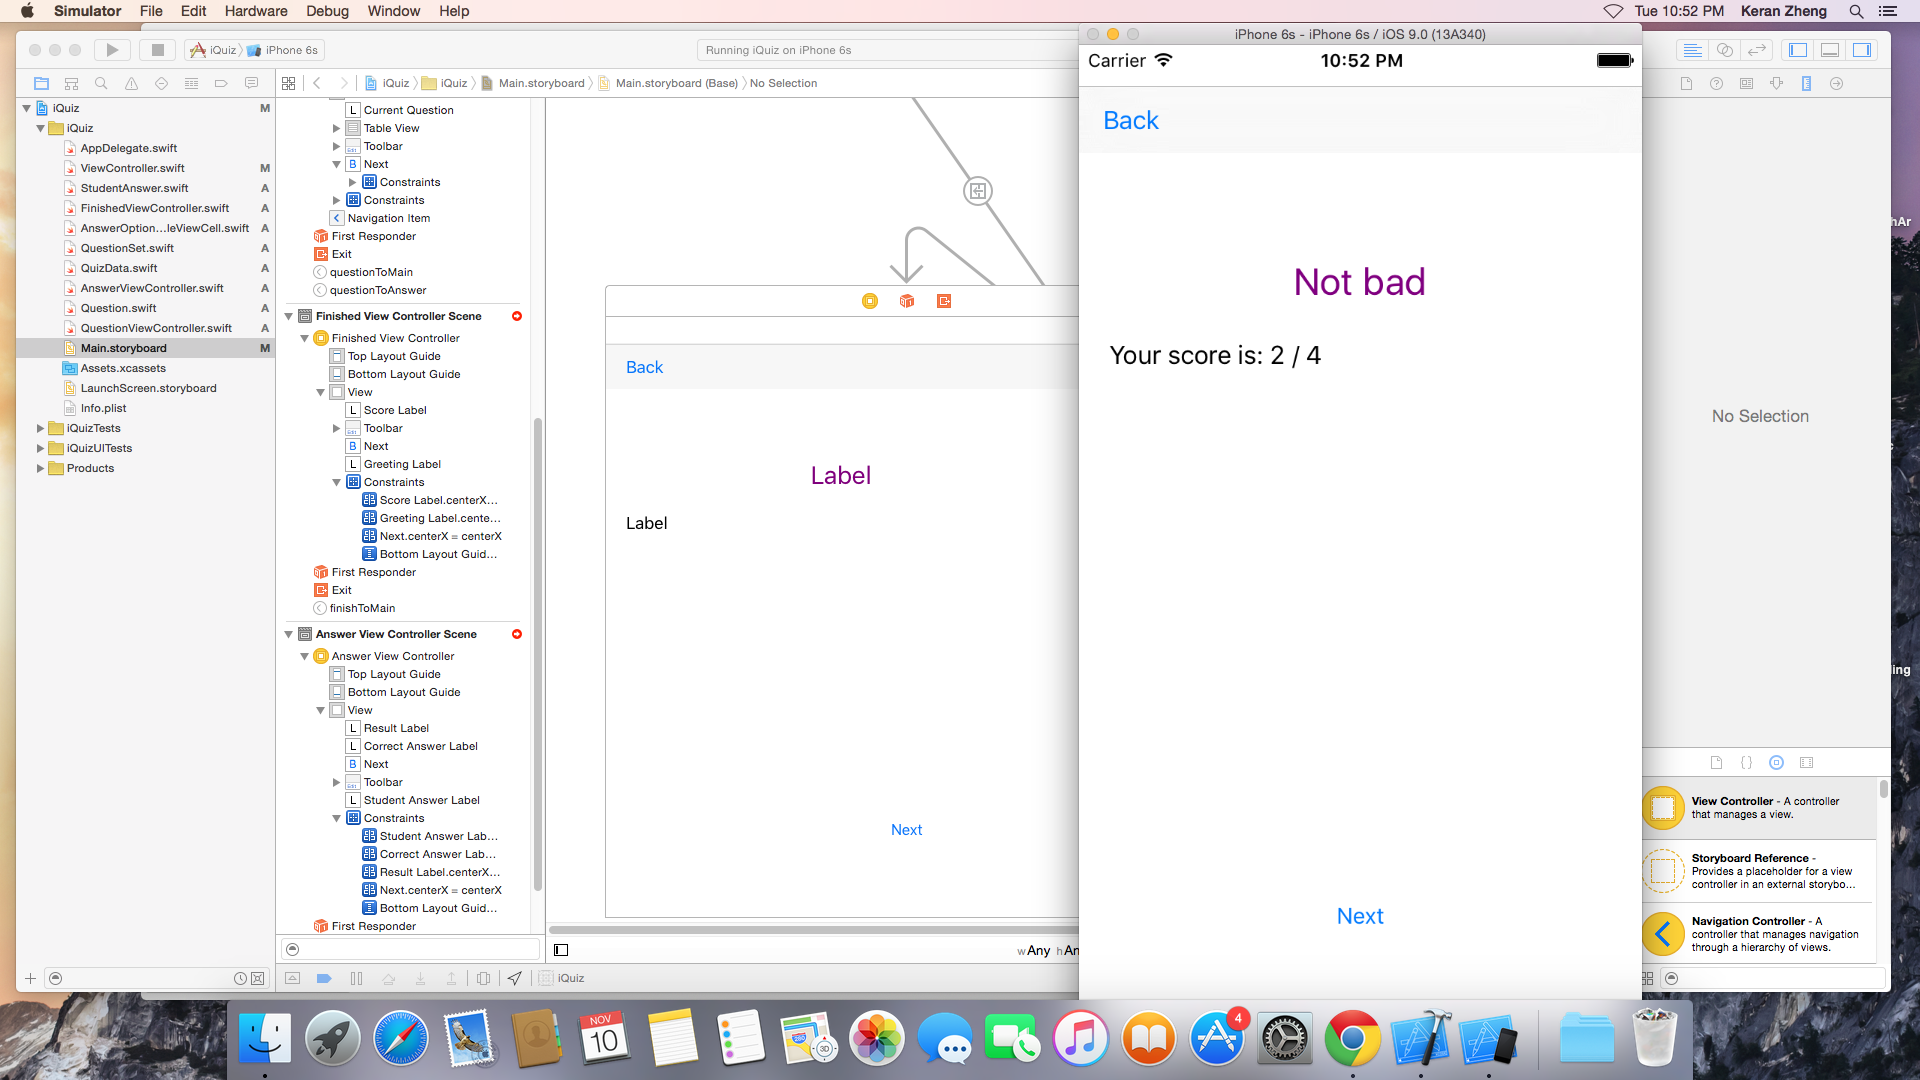 Simulator File Edit Hardware Debug Window Help
Tue 10:52 PM Keran Zheng
iQuiz iPhone 6s
Running iQuiz on iPhone 6s
iPhone 6s - iPhone 6s / iOS 9.0 (13A340)
iQuiz iQuiz Main.storyboard Main.storyboard (Base) No Selection
iQuiz M
iQuiz
AppDelegate.swift
ViewController.swift M
StudentAnswer.swift A
FinishedViewController.swift A
AnswerOption...leViewCell.swift A
QuestionSet.swift A
QuizData.swift A
AnswerViewController.swift A
Question.swift A
QuestionViewController.swift A
Main.storyboard M
Assets.xcassets
LaunchScreen.storyboard
Info.plist
iQuizTests
iQuizUITests
Products
L Current Question
Table View
Toolbar
B Next
Constraints
Constraints
Navigation Item
First Responder
Exit
questionToMain
questionToAnswer
Finished View Controller Scene
Finished View Controller
Top Layout Guide
Bottom Layout Guide
View
L Score Label
Toolbar
B Next
L Greeting Label
Constraints
Score Label.centerX...
Greeting Label.cente...
Next.centerX = centerX
Bottom Layout Guid...
First Responder
Exit
finishToMain
Answer View Controller Scene
Answer View Controller
Top Layout Guide
Bottom Layout Guide
View
L Result Label
L Correct Answer Label
B Next
Toolbar
L Student Answer Label
Constraints
Student Answer Lab...
Correct Answer Lab...
Result Label.centerX...
Next.centerX = centerX
Bottom Layout Guid...
First Responder
Back
Label
Label
Next
wAny hAn
iQuiz
Carrier 10:52 PM
Back
Not bad
Your score is: 2 / 4
Next
No Selection
View Controller - A controller
that manages a view.
Storyboard Reference -
Provides a placeholder for a view
controller in an external storybo...
Navigation Controller - A
controller that manages navigation
through a hierarchy of views.
hAr
ing
NOV
10
4